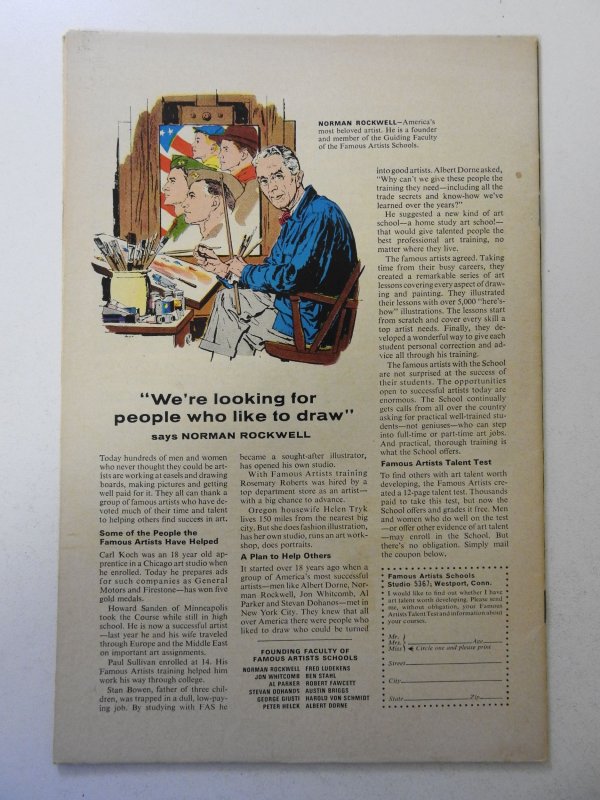 NORMAN ROCKWELL—America's
most beloved artist. He is a founder
and member of the Guiding Faculty
of the Famous Artists Schools.
"We're looking for
people who like to draw"
says NORMAN ROCKWELL
Today hundreds of men and women
who never thought they could be art-
ists are working at easels and drawing
boards, making pictures and getting
well paid for it. They all can thank a
group of famous artists who have de-
voted much of their time and talent
to helping others find success in art.
Some of the People the
Famous Artists Have Helped
Carl Koch was an 18 year old ap-
prentice in a Chicago art studio when
he enrolled. Today he prepares ads
for such companies as General
Motors and Firestone—has won five
gold medals.
Howard Sanden of Minneapolis
took the Course while still in high
school. He is now a successful artist
—last year he and his wife traveled
through Europe and the Middle East
on important art assignments.
Paul Sullivan enrolled at 14. His
Famous Artists training helped him
work his way through college.
Stan Bowen, father of three chil-
dren, was trapped in a dull, low-pay-
ing job. By studying with FAS he
became a sought-after illustrator,
has opened his own studio.
With Famous Artists training
Rosemary Roberts was hired by a
top department store as an artist—
with a big chance to advance.
Oregon housewife Helen Tryk
lives 150 miles from the nearest big
city. But she does fashion illustration,
has her own studio, runs an art work-
shop, does portraits.
A Plan to Help Others
It started over 18 years ago when a
group of America's most successful
artists—men like Albert Dorne, Nor-
man Rockwell, Jon Whitcomb, Al
Parker and Stevan Dohanos—met in
New York City. They knew that all
over America there were people who
liked to draw who could be turned
FOUNDING FACULTY OF
FAMOUS ARTISTS SCHOOLS
NORMAN ROCKWELL FRED LUDEKENS
JON WHITCOMB BEN STAHL
AL PARKER ROBERT FAWCETT
STEVAN DOHANOS AUSTIN BRIGGS
GEORGE GIUSTI HAROLD VON SCHMIDT
PETER HELCK ALBERT DORNE
into good artists. Albert Dorne asked,
"Why can't we give these people the
training they need—including all the
trade secrets and know-how we've
learned over the years?"
He suggested a new kind of art
school—a home study art school—
that would give talented people the
best professional art training, no
matter where they live.
The famous artists agreed. Taking
time from their busy careers, they
created a remarkable series of art
lessons covering every aspect of draw-
ing and painting. They illustrated
their lessons with over 5,000 "here's-
how" illustrations. The lessons start
from scratch and cover every skill a
top artist needs. Finally, they de-
veloped a wonderful way to give each
student personal correction and ad-
vice all through his training.
The famous artists with the School
are not surprised at the success of
their students. The opportunities
open to successful artists today are
enormous. The School continually
gets calls from all over the country
asking for practical well-trained stu-
dents—not geniuses—who can step
into full-time or part-time art jobs.
And practical, thorough training is
what the School offers.
Famous Artists Talent Test
To find others with art talent worth
developing, the Famous Artists cre-
ated a 12-page talent test. Thousands
paid to take this test, but now the
School offers and grades it free. Men
and women who do well on the test
—or offer other evidence of art talent
—may enroll in the School. But
there's no obligation. Simply mail
the coupon below.
Famous Artists Schools
Studio 5367, Westport, Conn.
I would like to find out whether I have
art talent worth developing. Please send
me, without obligation, your Famous
Artists Talent Test and information about
your courses.
Mr.
Mrs. Age
Miss Circle one and please print
Street
City
State Zip